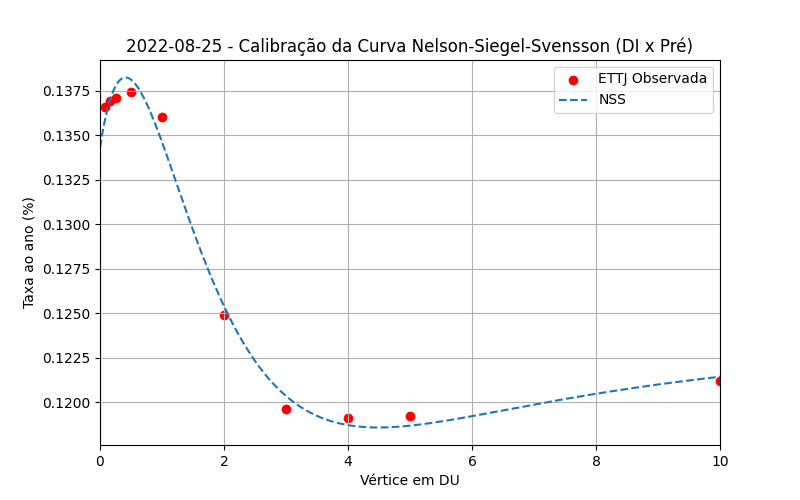 2022-08-25 - Calibração da Curva Nelson-Siegel-Svensson (DI x Pré)
ETTJ Observada
NSS
Taxa ao ano (%)
0.1375
0.1350
0.1325
0.1300
0.1275
0.1250
0.1225
0.1200
0 2 4 6 8 10
Vértice em DU